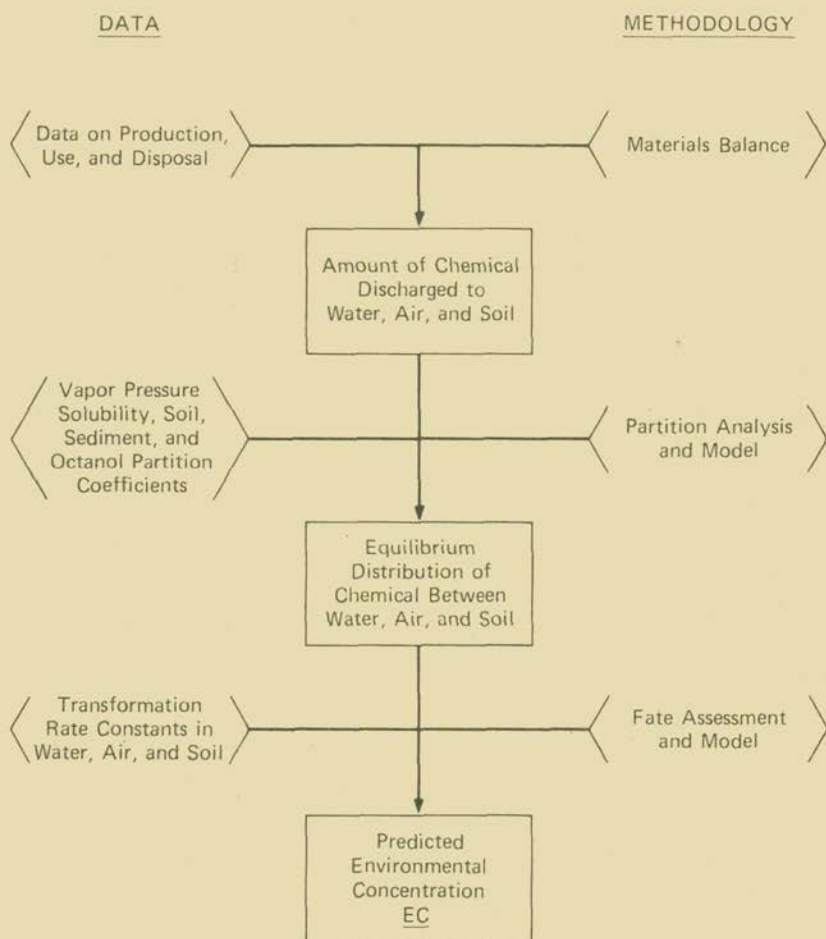 DATA
METHODOLOGY
Data on Production,
Use, and Disposal
Materials Balance
Amount of Chemical
Discharged to
Water, Air, and Soil
Vapor Pressure
Solubility, Soil,
Sediment, and
Octanol Partition
Coefficients
Partition Analysis
and Model
Equilibrium
Distribution of
Chemical Between
Water, Air, and Soil
Transformation
Rate Constants in
Water, Air, and Soil
Fate Assessment
and Model
Predicted
Environmental
Concentration
EC